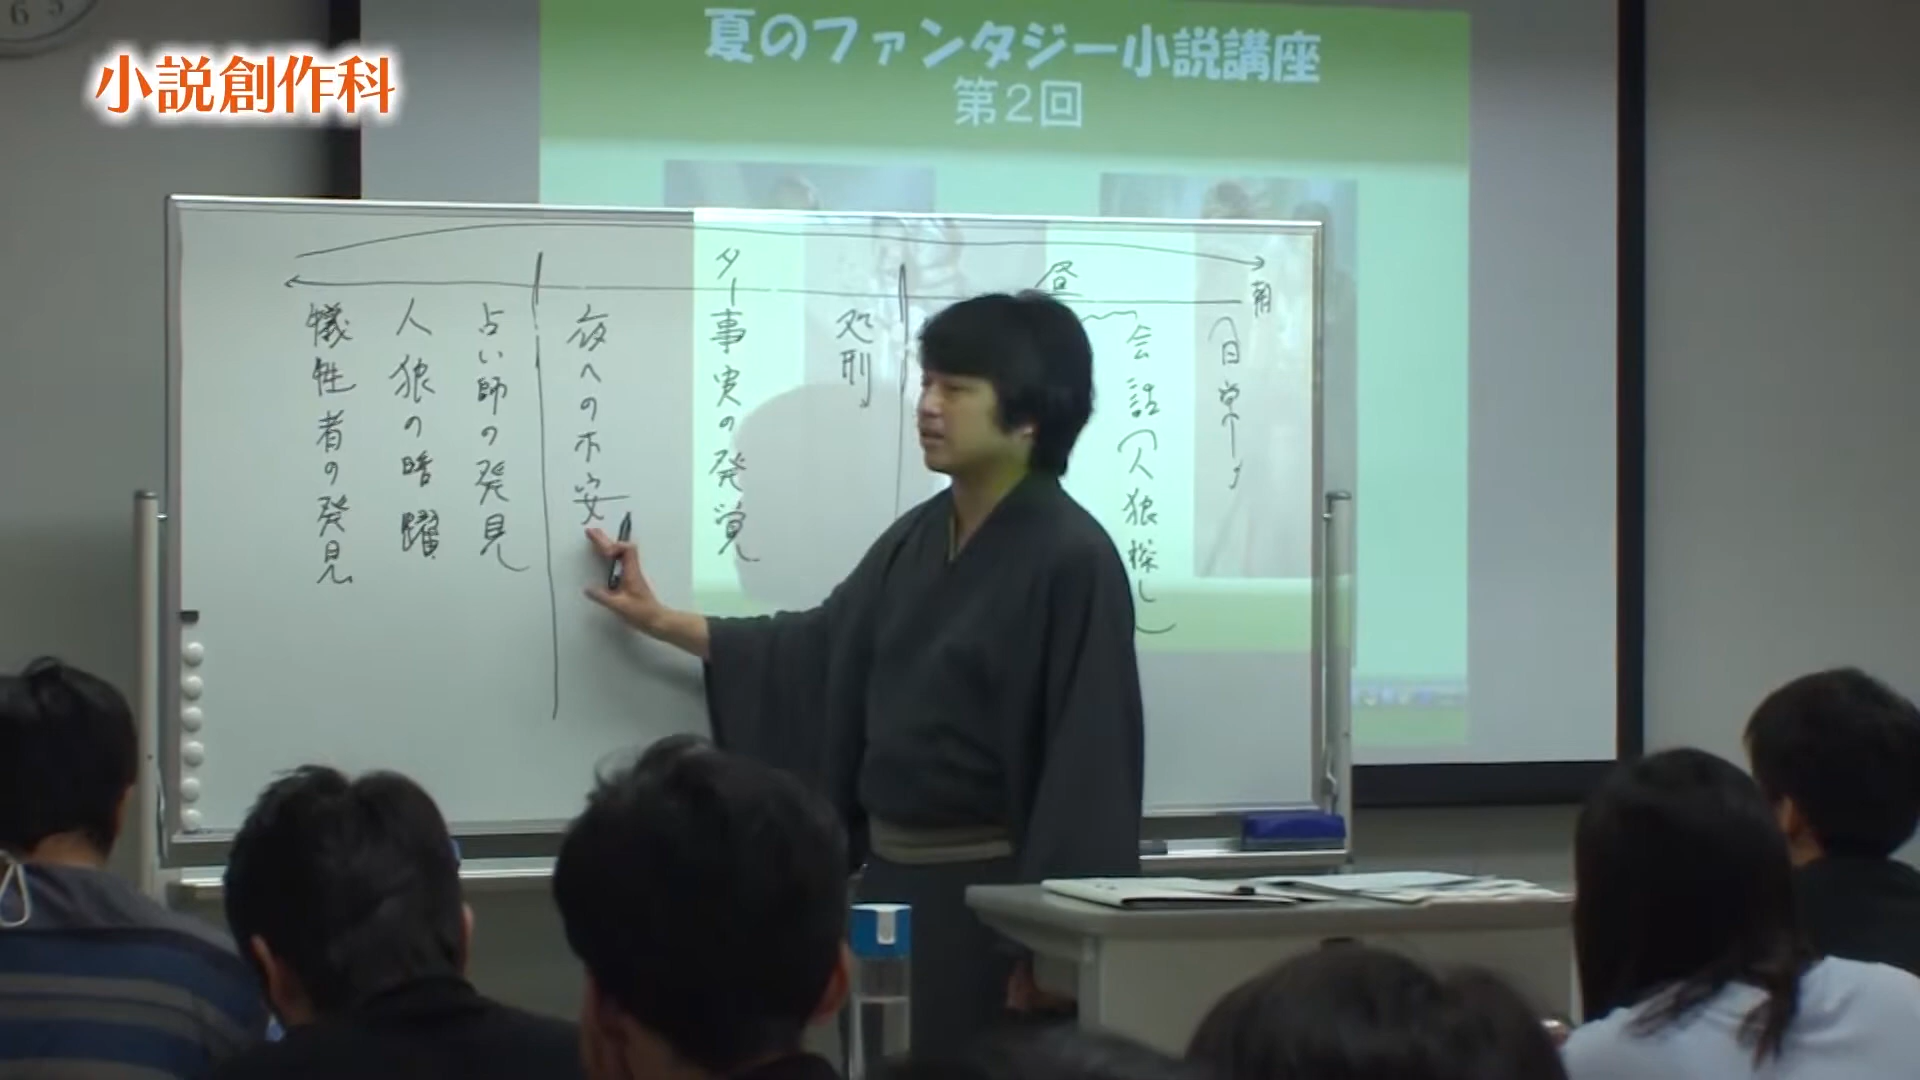 小説創作科
夏のファンタジー小説講座
第2回
朝
(日常)
昼
会話(人狼探し)
処刑
夕
事実の発覚
夜への不安
占い師の発見
人狼の暗躍
犠牲者の発見